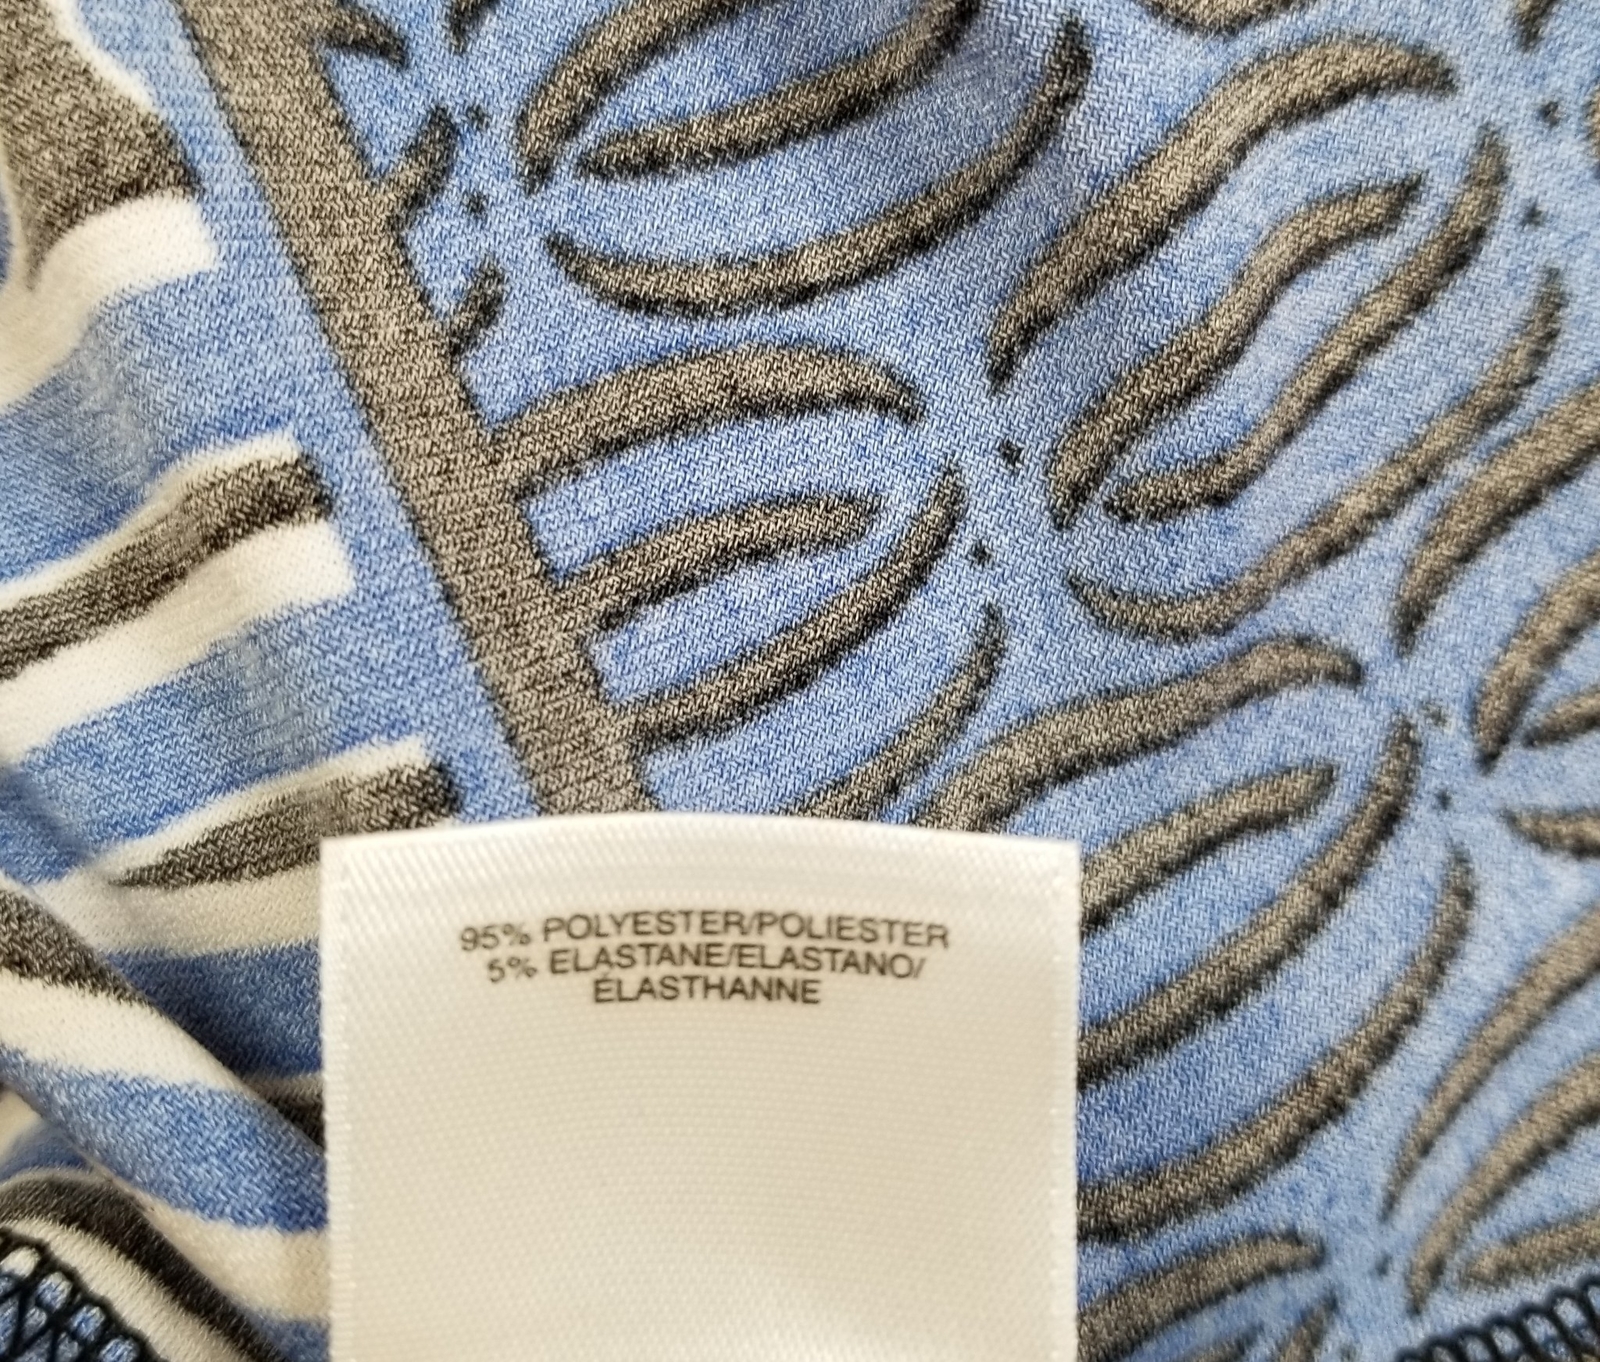 95% POLYESTER/POLIESTER
5% ELASTANE/ELASTANO/
ÉLASTHANNE